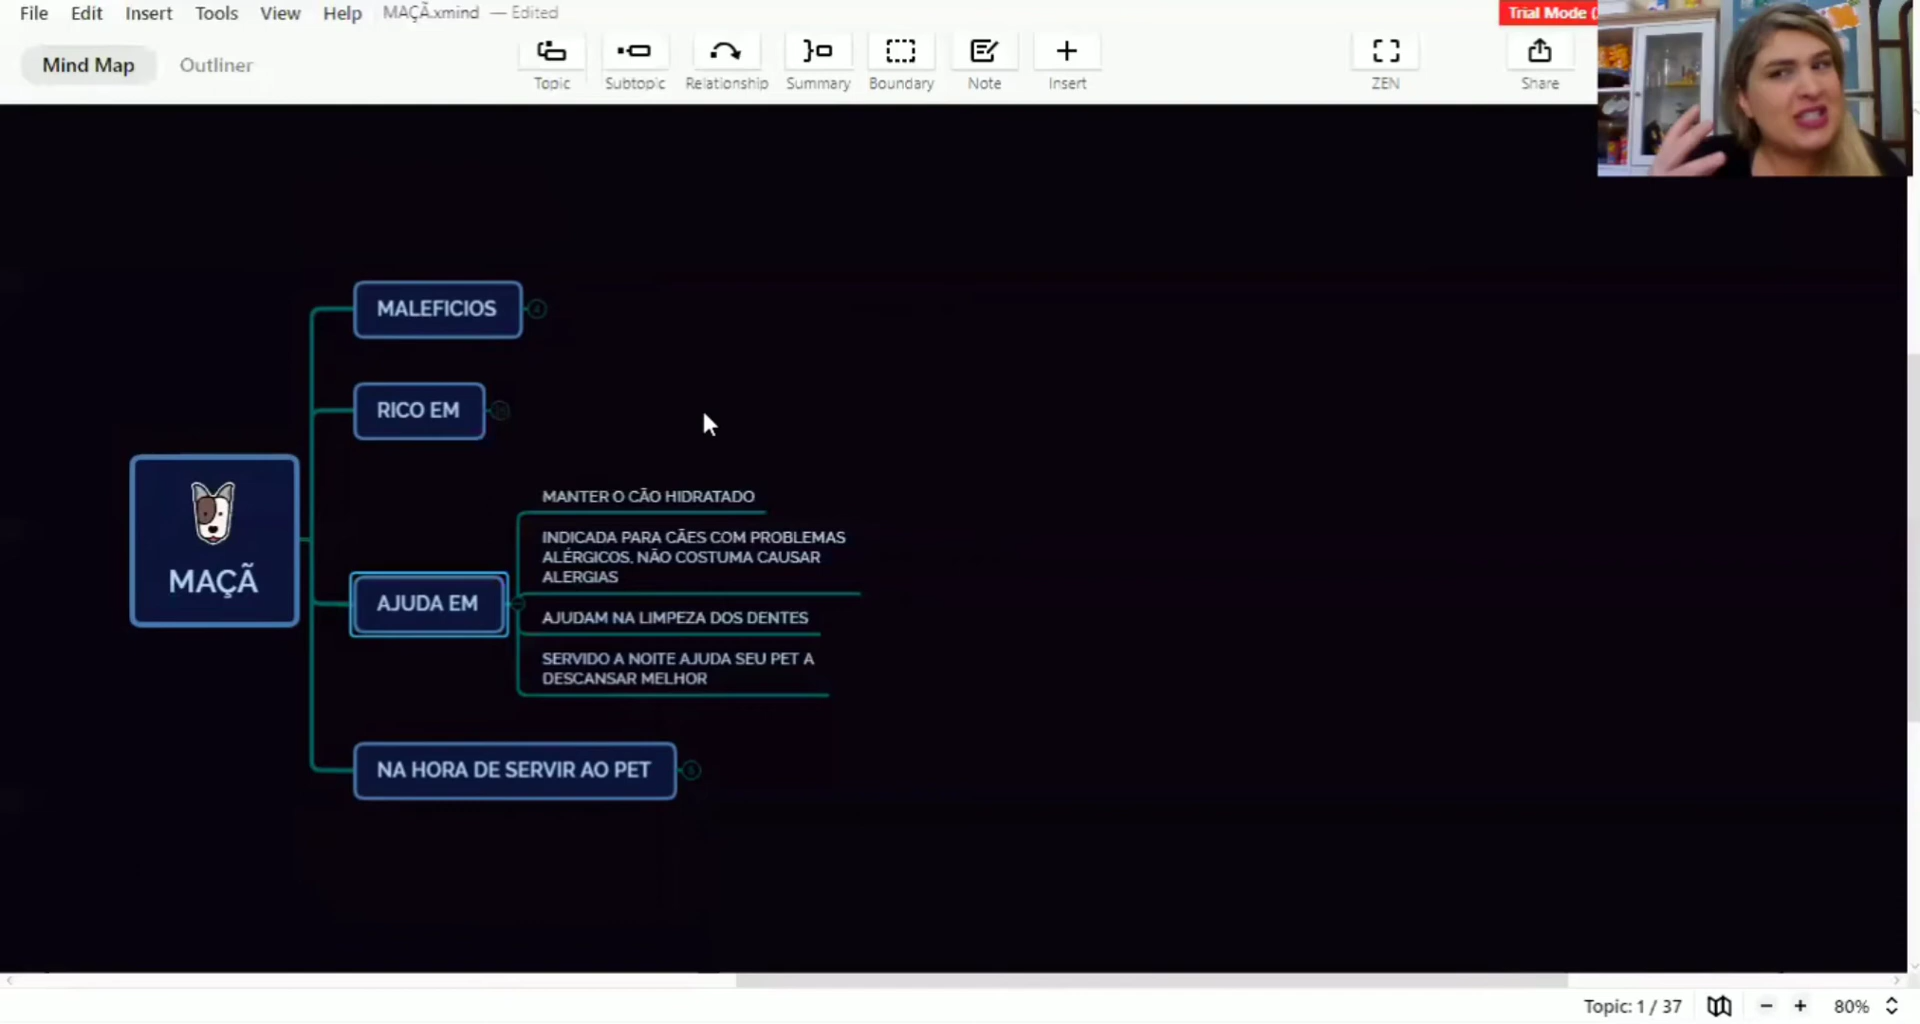 File Edit Insert Tools View Help MAÇÃ.xmind — Edited
Trial Mode (
Mind Map Outliner
Topic Subtopic Relationship Summary Boundary Note Insert ZEN Share
MALEFICIOS 4
RICO EM
MAÇÃ
AJUDA EM
MANTER O CÃO HIDRATADO
INDICADA PARA CÃES COM PROBLEMAS
ALÉRGICOS, NÃO COSTUMA CAUSAR
ALERGIAS
AJUDAM NA LIMPEZA DOS DENTES
SERVIDO A NOITE AJUDA SEU PET A
DESCANSAR MELHOR
NA HORA DE SERVIR AO PET
Topic: 1 / 37 80%